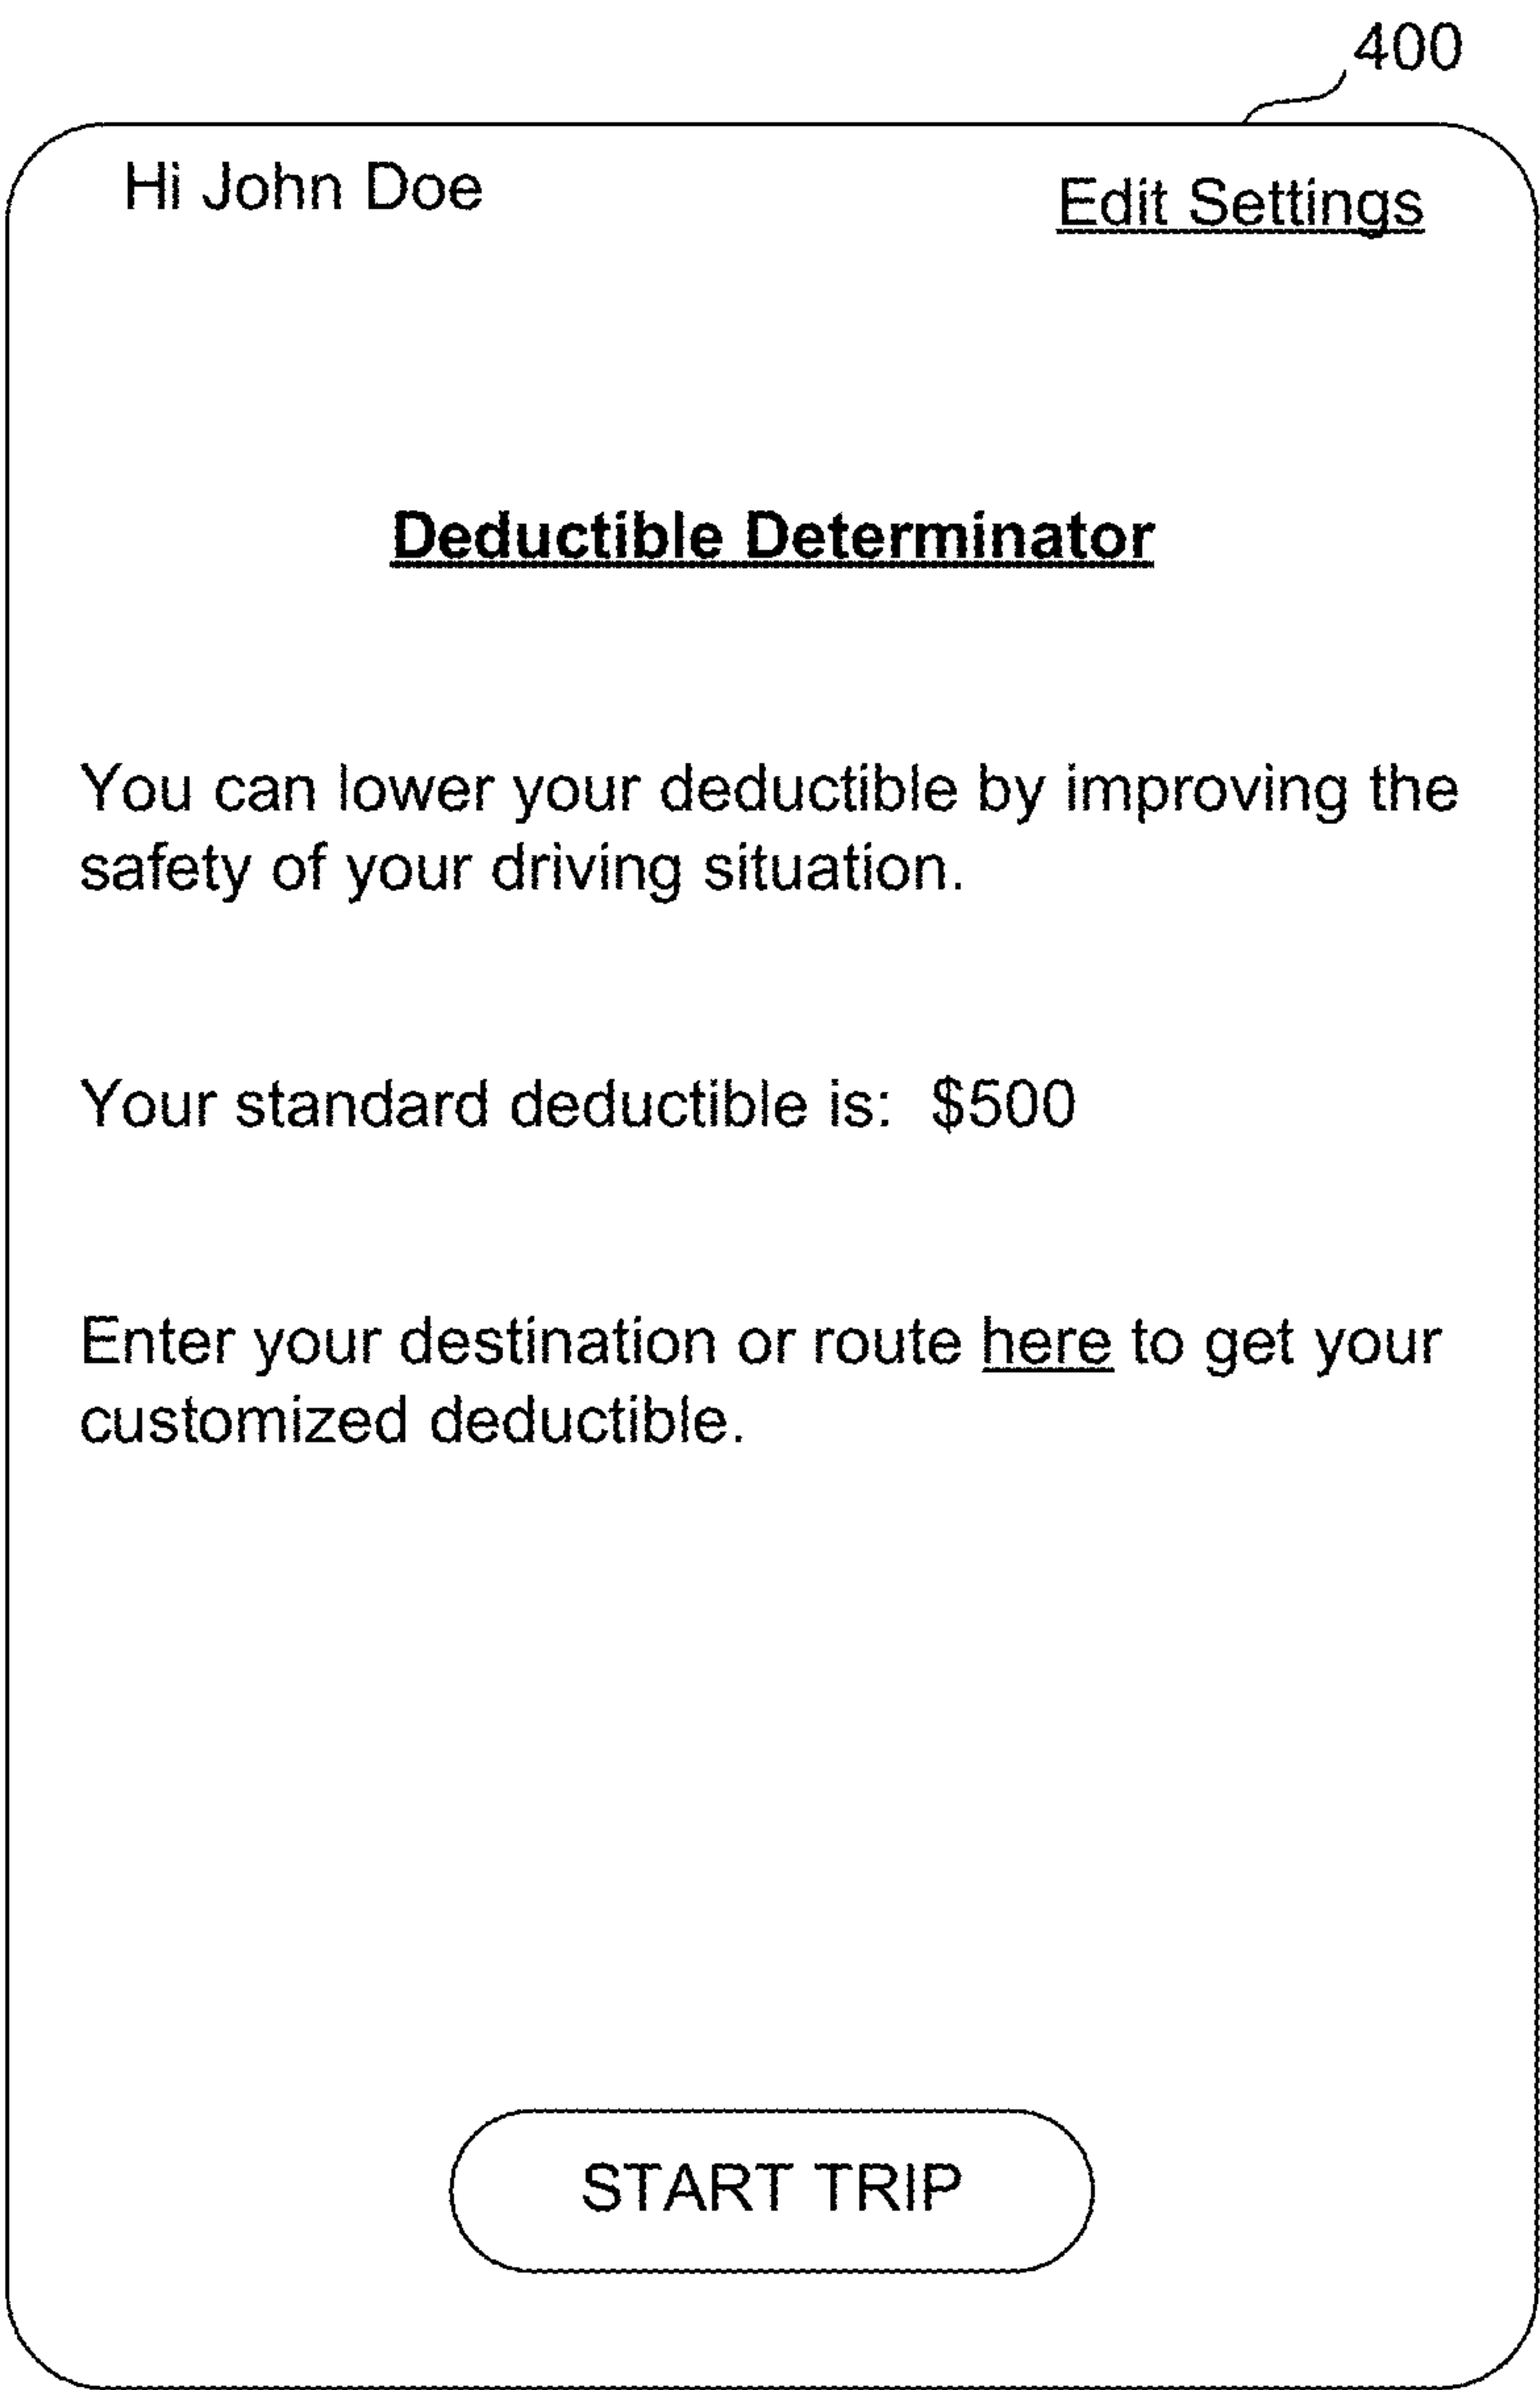 400
Hi John Doe
Edit Settings
Deductible Determinator
You can lower your deductible by improving the
safety of your driving situation.
Your standard deductible is: $500
Enter your destination or route here to get your
customized deductible.
START TRIP